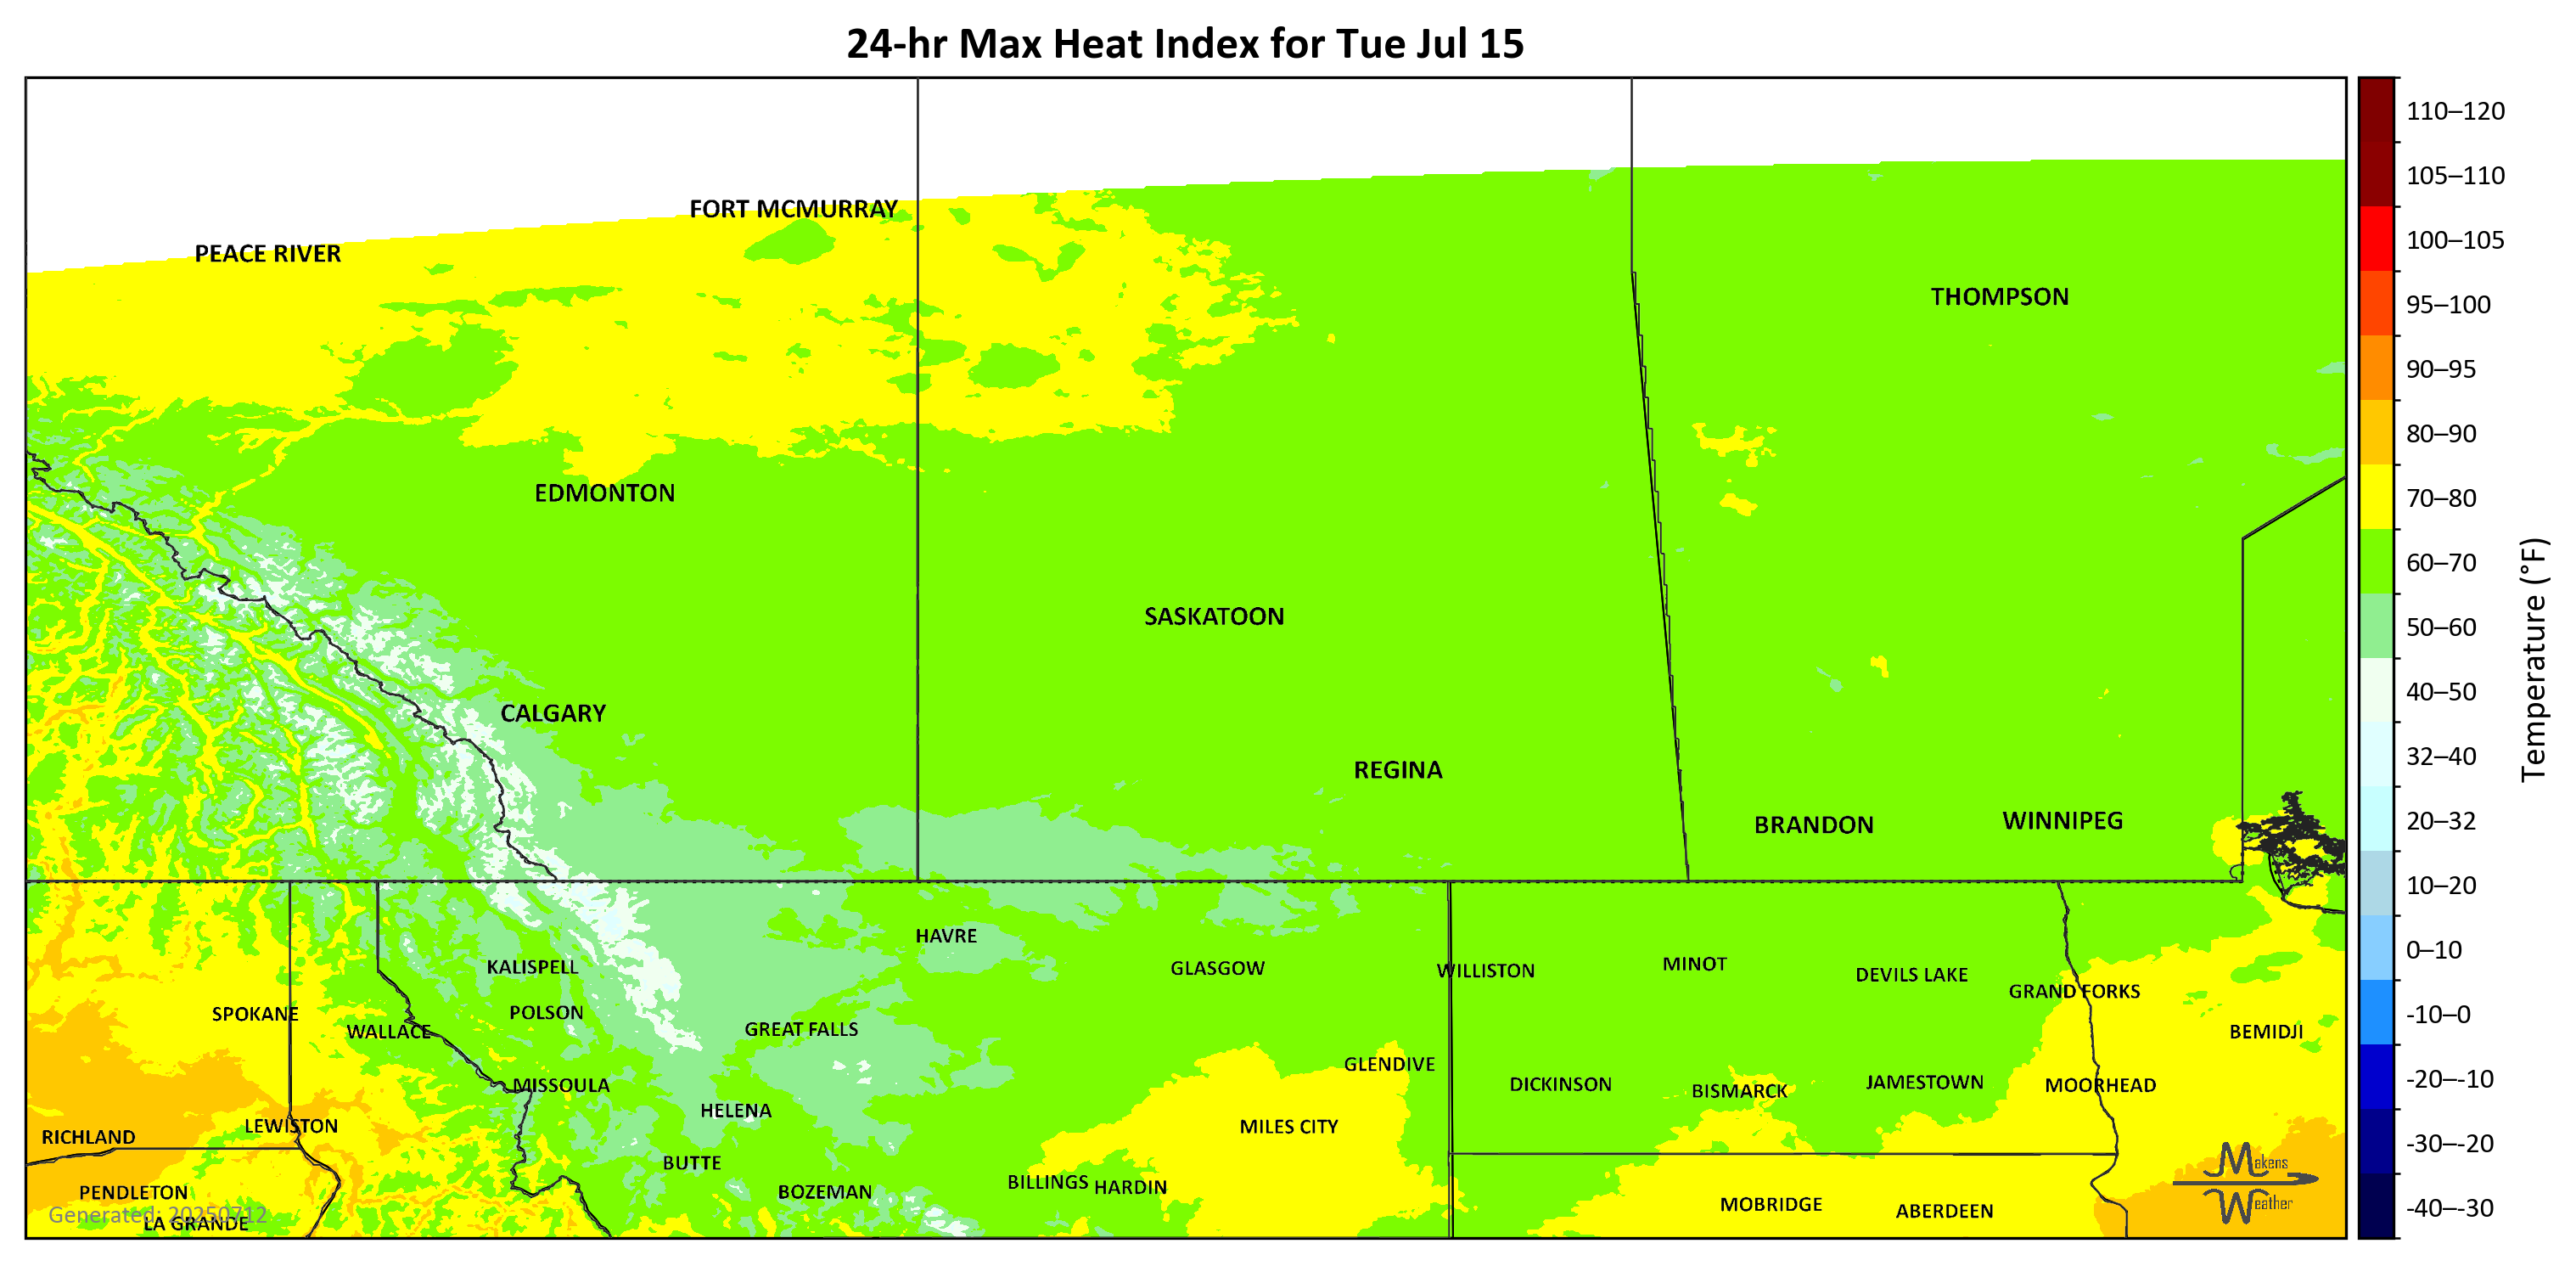 24-hr Max Heat Index for Tue Jul 15
110–120
105–110
100–105
95–100
90–95
80–90
70–80
60–70
50–60
40–50
32–40
20–32
10–20
0–10
-10–0
-20–-10
-30–-20
-40–-30
Temperature (°F)
FORT MCMURRAY
PEACE RIVER
THOMPSON
EDMONTON
SASKATOON
CALGARY
REGINA
BRANDON
WINNIPEG
HAVRE
KALISPELL
GLASGOW
WILLISTON
MINOT
DEVILS LAKE
GRAND FORKS
SPOKANE
POLSON
WALLACE
GREAT FALLS
BEMIDJI
GLENDIVE
MISSOULA
DICKINSON
BISMARCK
JAMESTOWN
MOORHEAD
HELENA
LEWISTON
MILES CITY
RICHLAND
BUTTE
BILLINGS
HARDIN
BOZEMAN
PENDLETON
MOBRIDGE
ABERDEEN
Generated: 20250712
LA GRANDE
Makens
Weather